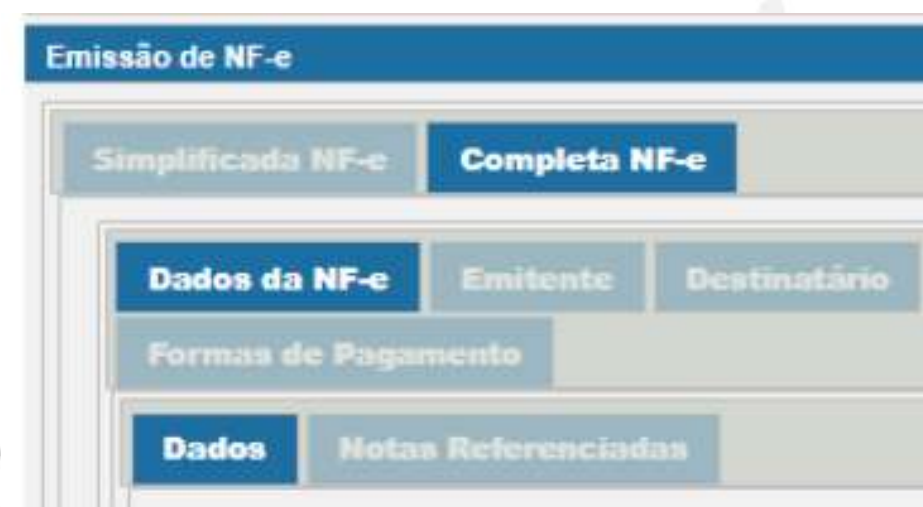 Emissão de NF-e
Simplificada NF-e Completa NF-e
Dados da NF-e Emitente Destinatário
Formas de Pagamento
Dados Notas Referenciadas